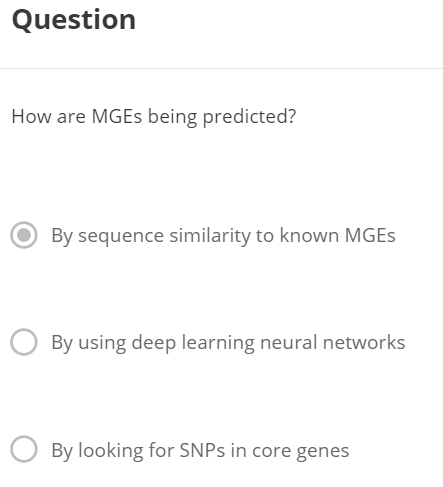 Question
How are MGEs being predicted?
By sequence similarity to known MGEs
By using deep learning neural networks
By looking for SNPs in core genes